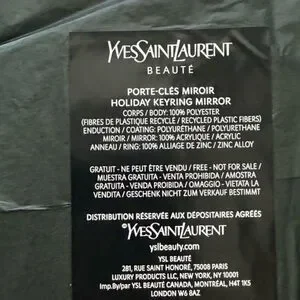 YVESSAINTLAURENT
BEAUTÉ
PORTE-CLÉS MIROIR
HOLIDAY KEYRING MIRROR
CORPS / BODY: 100% POLYESTER
(FIBRES DE PLASTIQUE RECYCLÉ / RECYCLED PLASTIC FIBERS)
ENDUCTION / COATING: POLYURÉTHANE / POLYURETHANE
MIROIR / MIRROR: 100% ACRYLIQUE / ACRYLIC
ANNEAU / RING: 100% ALLIAGE DE ZINC / ZINC ALLOY
GRATUIT - NE PEUT ÊTRE VENDU / FREE - NOT FOR SALE /
MUESTRA GRATUITA - VENTA PROHIBIDA / AMOSTRA
GRATUITA - VENDA PROIBIDA / OMAGGIO - VIETATA LA
VENDITA / GESCHENK NICHT ZUM VERKAUF BESTIMMT
DISTRIBUTION RÉSERVÉE AUX DÉPOSITAIRES AGRÉÉS
©YVESSAINTLAURENT
yslbeauty.com
YSL BEAUTÉ
281, RUE SAINT HONORÉ, 75008 PARIS
LUXURY PRODUCTS LLC, NEW YORK, NY 10001
Imp.By/par YSL BEAUTÉ CANADA, MONTRÉAL, H4T 1K5
LONDON W6 8AZ